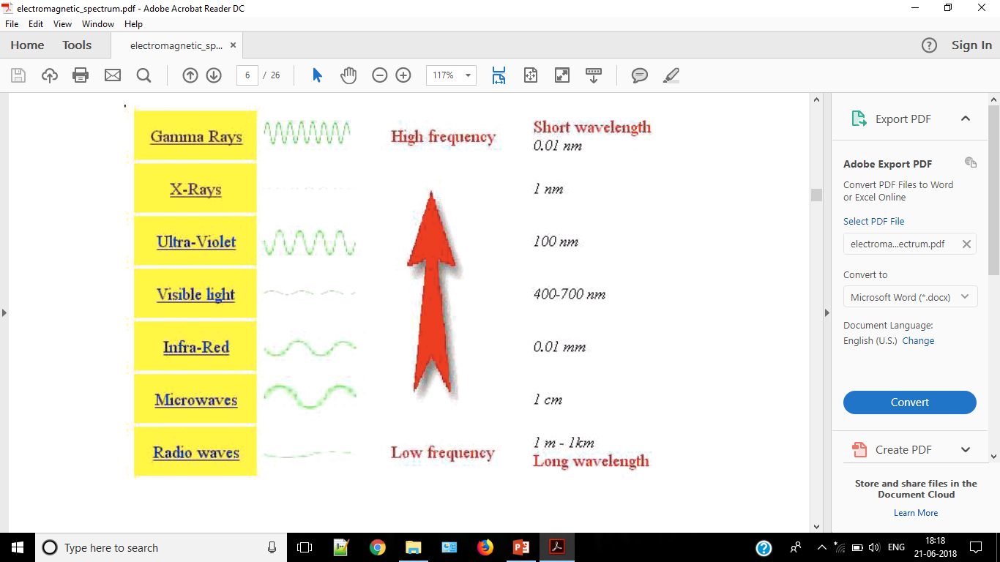 electromagnetic_spectrum.pdf - Adobe Acrobat Reader DC
File Edit View Window Help
Home Tools electromagnetic_sp... × Sign In
6 / 26 117%
Gamma Rays High frequency Short wavelength
0.01 nm
X-Rays 1 nm
Ultra-Violet 100 nm
Visible light 400-700 nm
Infra-Red 0.01 mm
Microwaves 1 cm
Radio waves Low frequency 1 m - 1km
Long wavelength
Export PDF
Adobe Export PDF
Convert PDF Files to Word
or Excel Online
Select PDF File
electroma...ectrum.pdf
Convert to
Microsoft Word (*.docx)
Document Language:
English (U.S.) Change
Convert
Create PDF
Store and share files in the
Document Cloud
Learn More
Type here to search ENG 18:18
21-06-2018